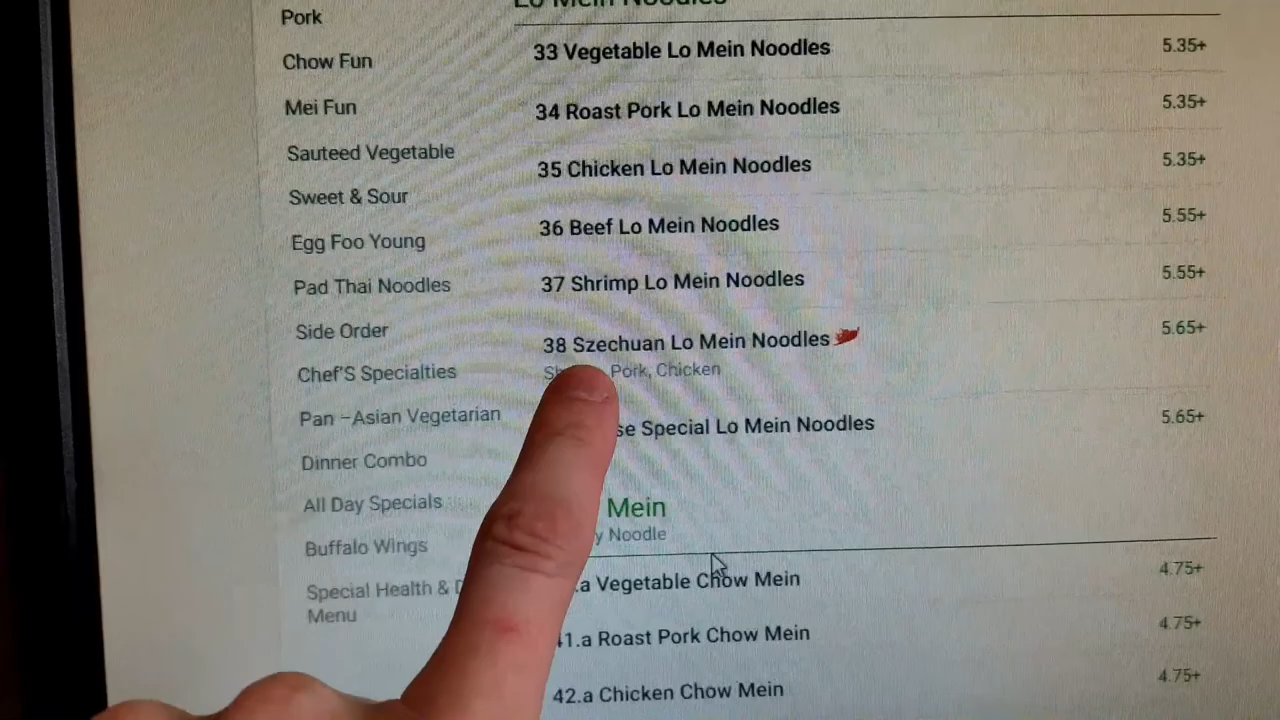 Pork
Chow Fun
Mei Fun
Sauteed Vegetable
Sweet & Sour
Egg Foo Young
Pad Thai Noodles
Side Order
Chef'S Specialties
Pan –Asian Vegetarian
Dinner Combo
All Day Specials
Buffalo Wings
Special Health &
Menu
Lo Mein Noodles
33 Vegetable Lo Mein Noodles 5.35+
34 Roast Pork Lo Mein Noodles 5.35+
35 Chicken Lo Mein Noodles 5.35+
36 Beef Lo Mein Noodles 5.55+
37 Shrimp Lo Mein Noodles 5.55+
38 Szechuan Lo Mein Noodles 5.65+
Pork, Chicken
Special Lo Mein Noodles 5.65+
Mein
Noodle
Vegetable Chow Mein 4.75+
41.a Roast Pork Chow Mein 4.75+
42.a Chicken Chow Mein 4.75+